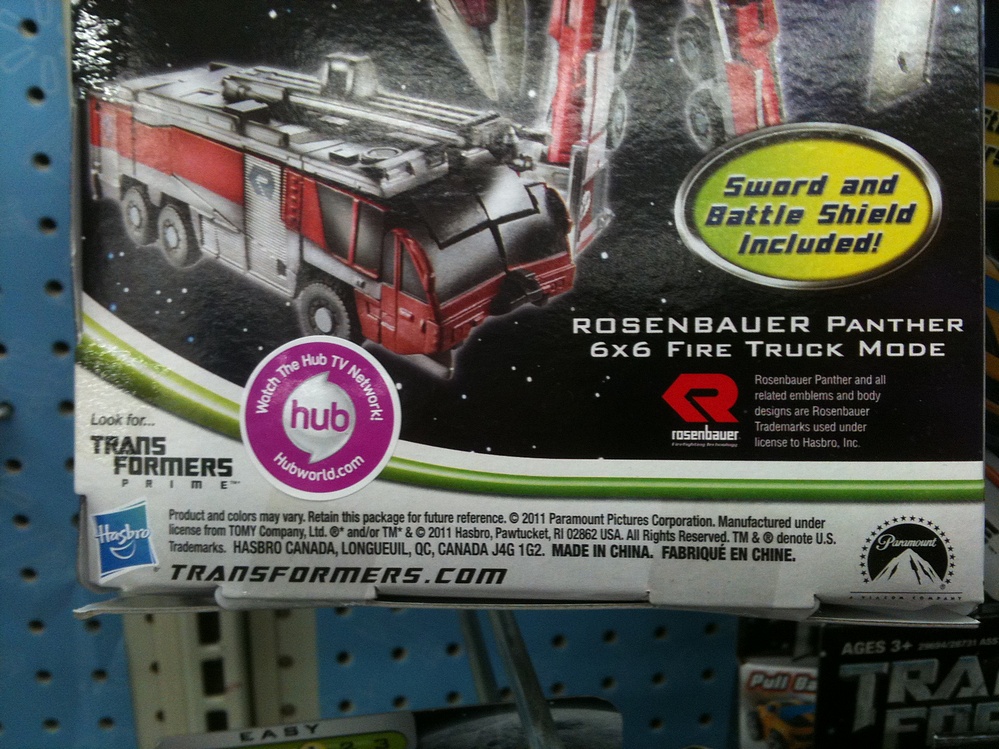 Sword and
Battle Shield
Included!
ROSENBAUER PANTHER
6x6 FIRE TRUCK MODE
rosenbauer
Rosenbauer Panther and all
related emblems and body
designs are Rosenbauer
Trademarks used under
license to Hasbro, Inc.
Watch The Hub TV Network!
hub
Hubworld.com
Look for...
TRANS
FORMERS
PRIME™
Hasbro
Product and colors may vary. Retain this package for future reference. © 2011 Paramount Pictures Corporation. Manufactured under
license from TOMY Company, Ltd. ®* and/or TM* & © 2011 Hasbro, Pawtucket, RI 02862 USA. All Rights Reserved. TM & ® denote U.S.
Trademarks. HASBRO CANADA, LONGUEUIL, QC, CANADA J4G 1G2. MADE IN CHINA. FABRIQUÉ EN CHINE.
TRANSFORMERS.COM
Paramount
EASY
1 2 3
AGES 3+
Pull